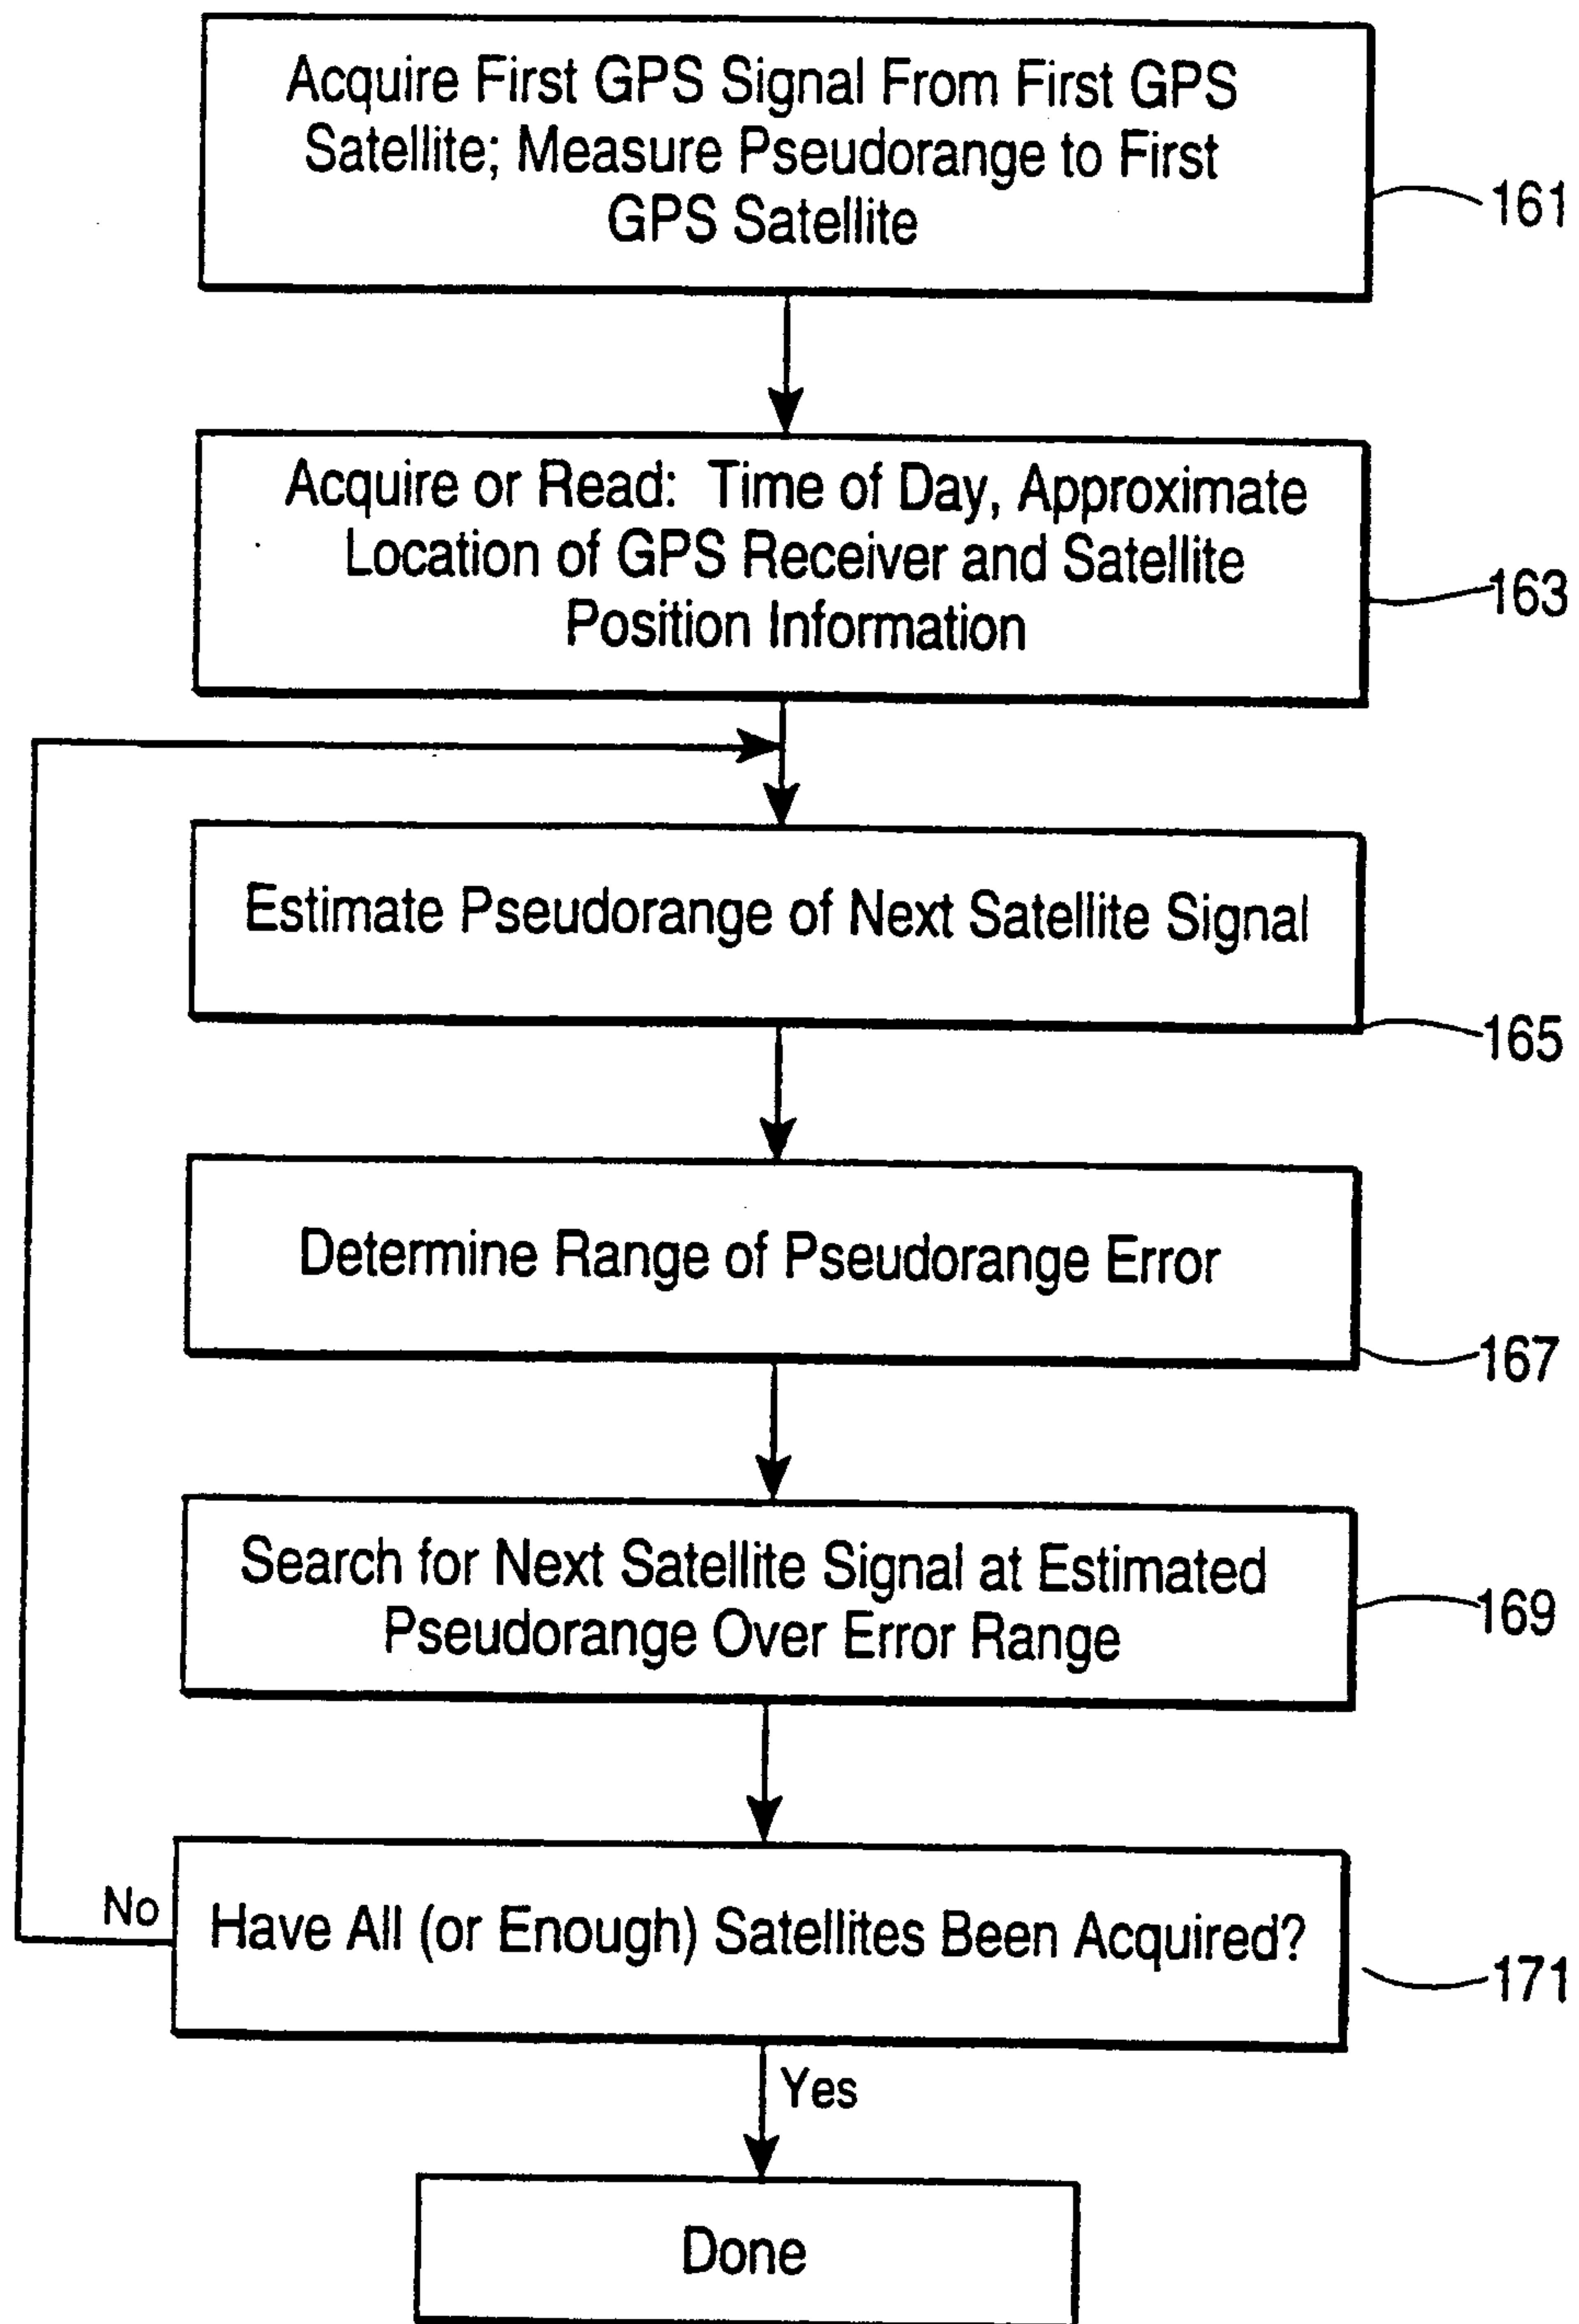 Acquire First GPS Signal From First GPS
Satellite; Measure Pseudorange to First
GPS Satellite
161
Acquire or Read: Time of Day, Approximate
Location of GPS Receiver and Satellite
Position Information
163
Estimate Pseudorange of Next Satellite Signal
165
Determine Range of Pseudorange Error
167
Search for Next Satellite Signal at Estimated
Pseudorange Over Error Range
169
No
Have All (or Enough) Satellites Been Acquired?
171
Yes
Done